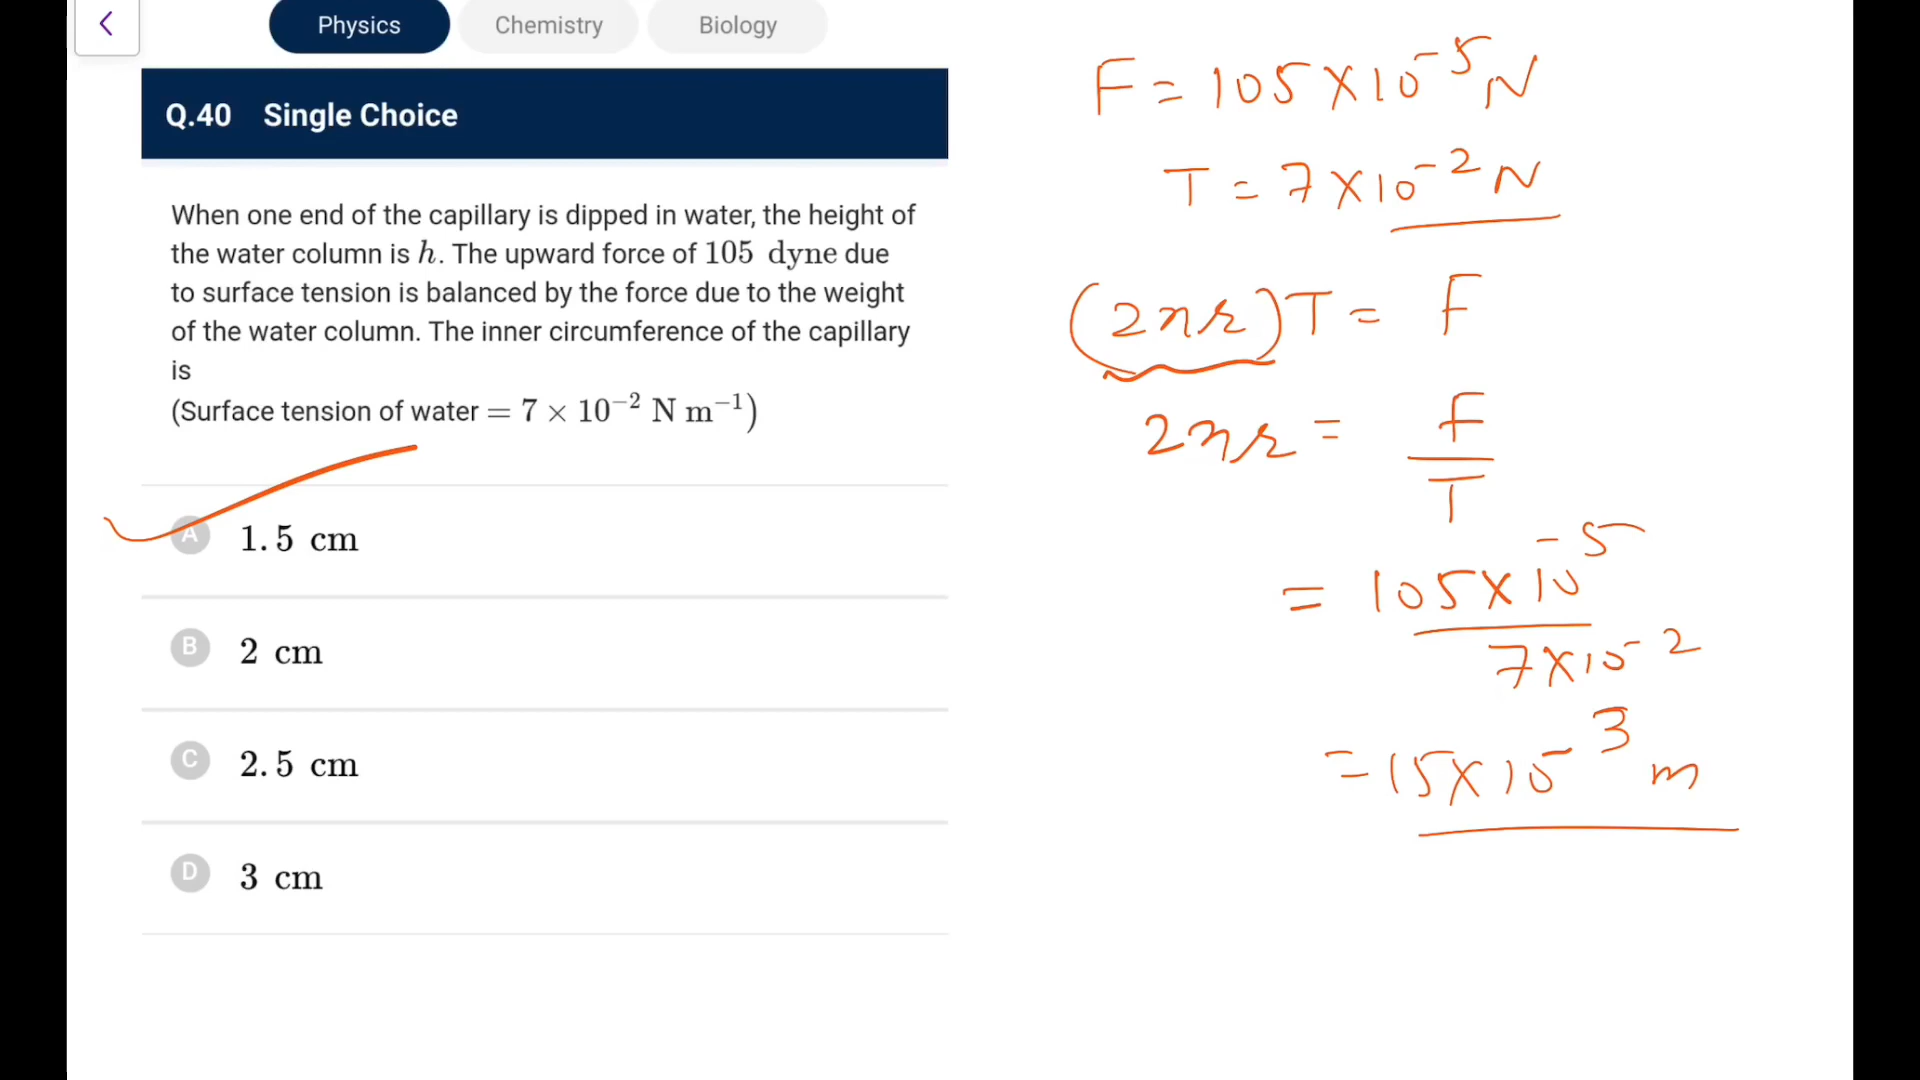 Physics Chemistry Biology
Q.40 Single Choice
When one end of the capillary is dipped in water, the height of
the water column is h. The upward force of 105 dyne due
to surface tension is balanced by the force due to the weight
of the water column. The inner circumference of the capillary
is
(Surface tension of water = 7 × 10⁻² N m⁻¹)
A 1.5 cm
B 2 cm
C 2.5 cm
D 3 cm
F = 105 × 10⁻⁵ N
T = 7 × 10⁻² N
(2πr)T = F
2πr = F/T
= 105 × 10⁻⁵
7 × 10⁻²
= 15 × 10⁻³ m